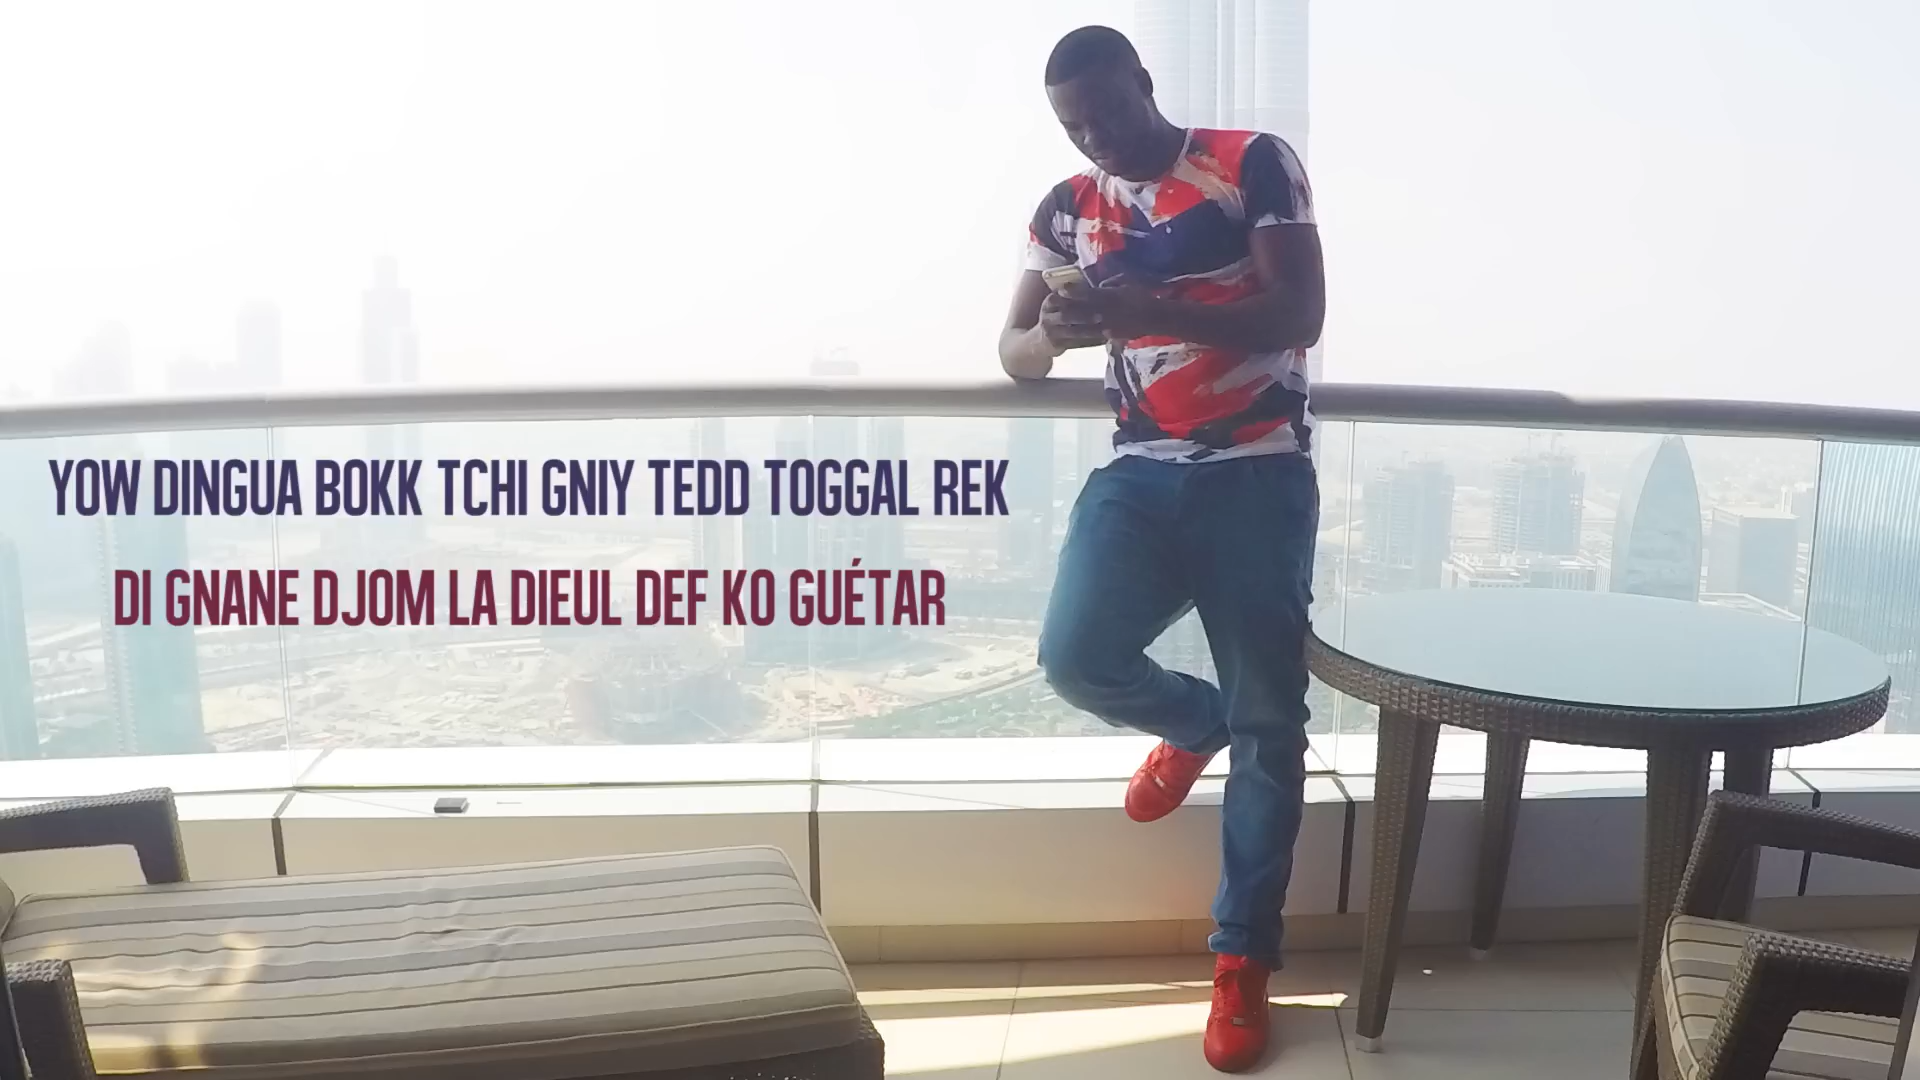 YOW DINGUA BOKK TCHI GNIY TEDD TOGGAL REK
DI GNANE DJOM LA DIEUL DEF KO GUÉTAR